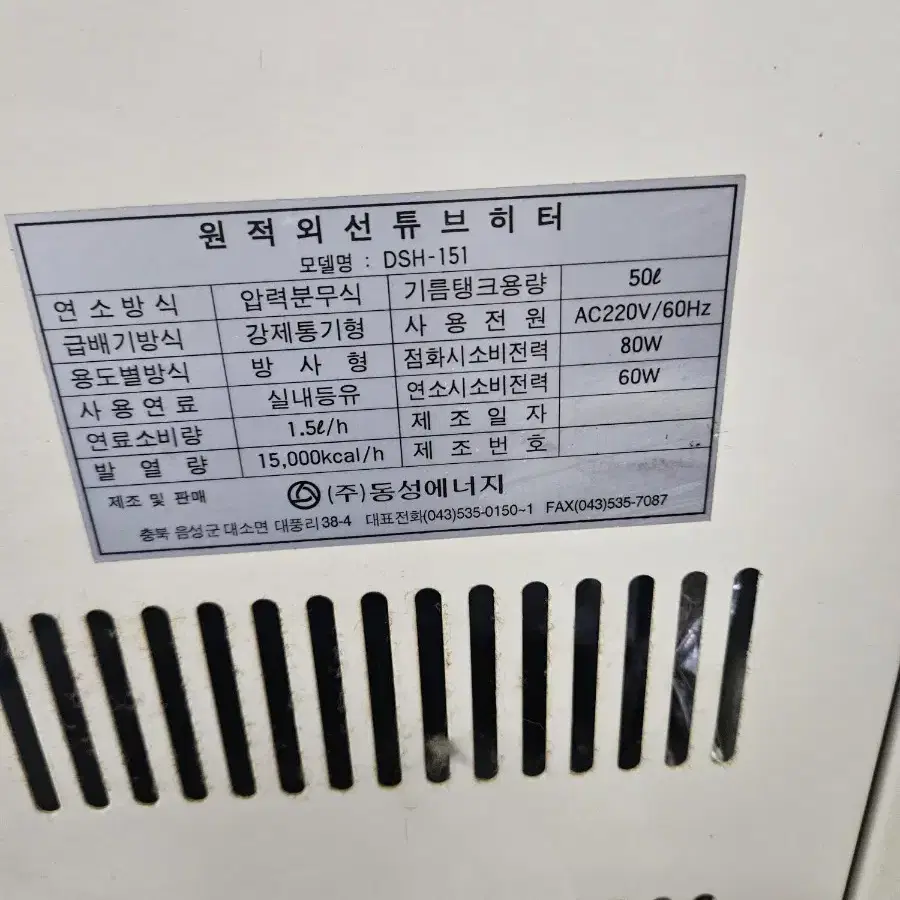 원적외선튜브히터
모델명 : DSH-151
연소방식 압력분무식 기름탱크용량 50ℓ
급배기방식 강제통기형 사용전원 AC220V/60Hz
용도별방식 방사형 점화시소비전력 80W
사용연료 실내등유 연소시소비전력 60W
연료소비량 1.5ℓ/h 제조일자
발열량 15,000kcal/h 제조번호
제조 및 판매 (주)동성에너지
충북 음성군 대소면 대풍리 38-4 대표전화(043)535-0150~1 FAX(043)535-7087